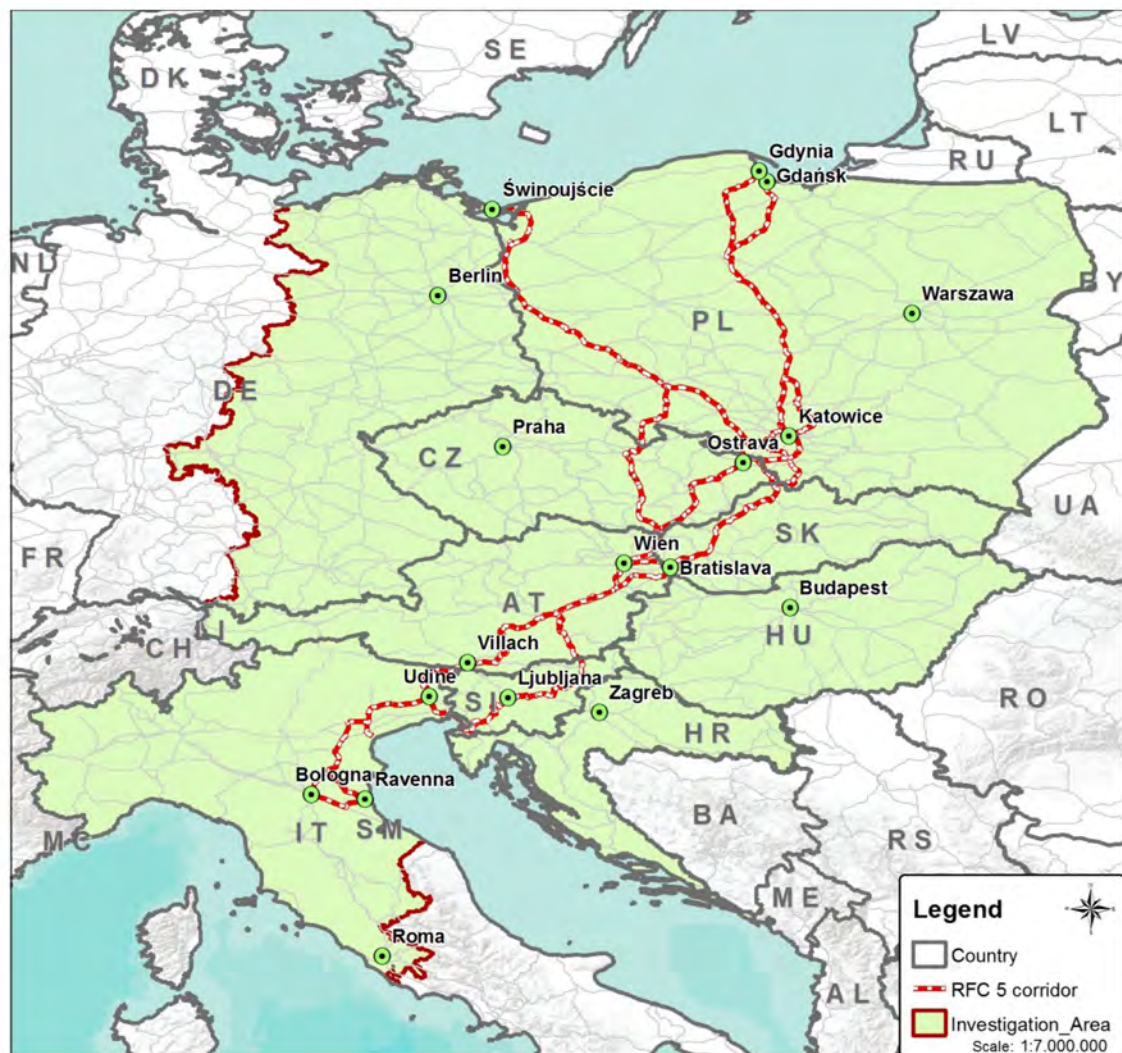 SE
LV
DK
LT
Gdynia
RU
Gdańsk
Świnoujście
NL
BY
Berlin
Warszawa
PL
DE
Katowice
Praha
Ostrava
CZ
UA
SK
FR
Wien
Bratislava
Budapest
AT
HU
LI
CH
Villach
Udine
Ljubljana
RO
SI
Zagreb
HR
Bologna
Ravenna
BA
IT
SM
MC
RS
ME
Legend
Roma
Country
RFC 5 corridor
AL
Investigation_Area
Scale: 1:7.000.000